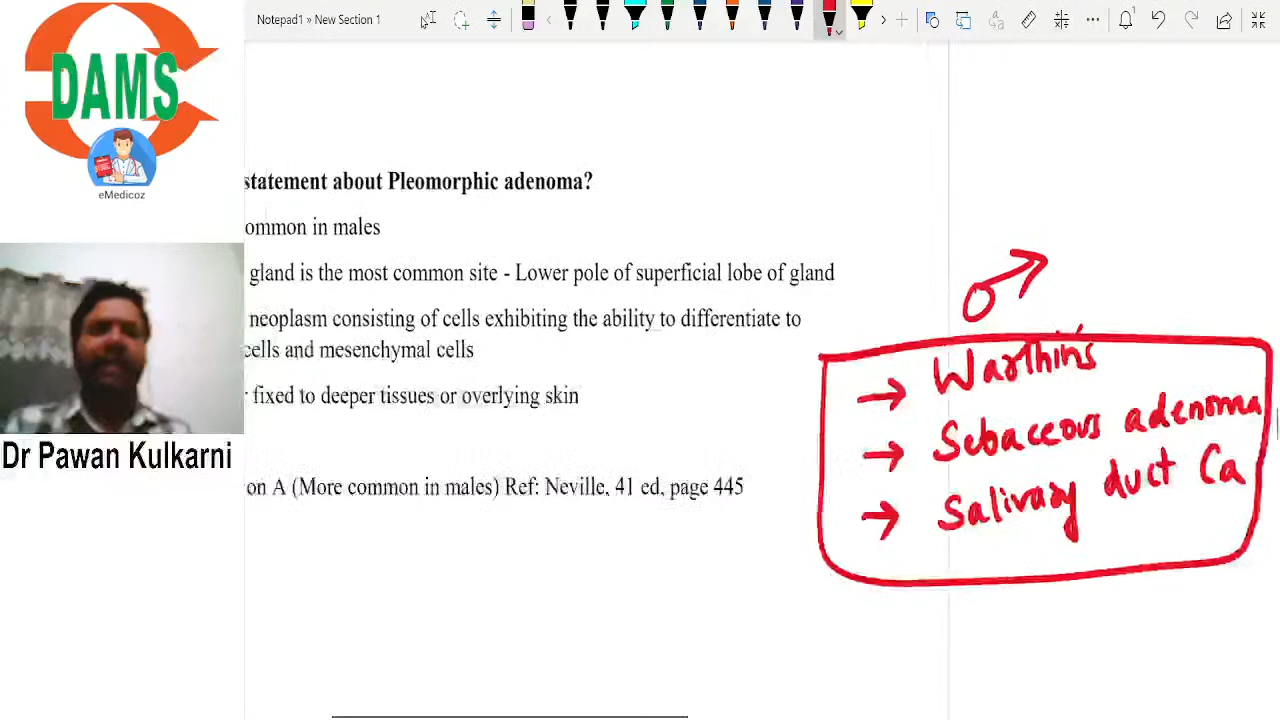 Notepad1 » New Section 1
DAMS
eMedicoz
statement about Pleomorphic adenoma?
ommon in males
gland is the most common site - Lower pole of superficial lobe of gland
neoplasm consisting of cells exhibiting the ability to differentiate to
cells and mesenchymal cells
r fixed to deeper tissues or overlying skin
on A (More common in males) Ref: Neville, 41 ed, page 445
Dr Pawan Kulkarni
→ Warthin's
→ Sebaceous adenoma
→ Salivary duct Ca